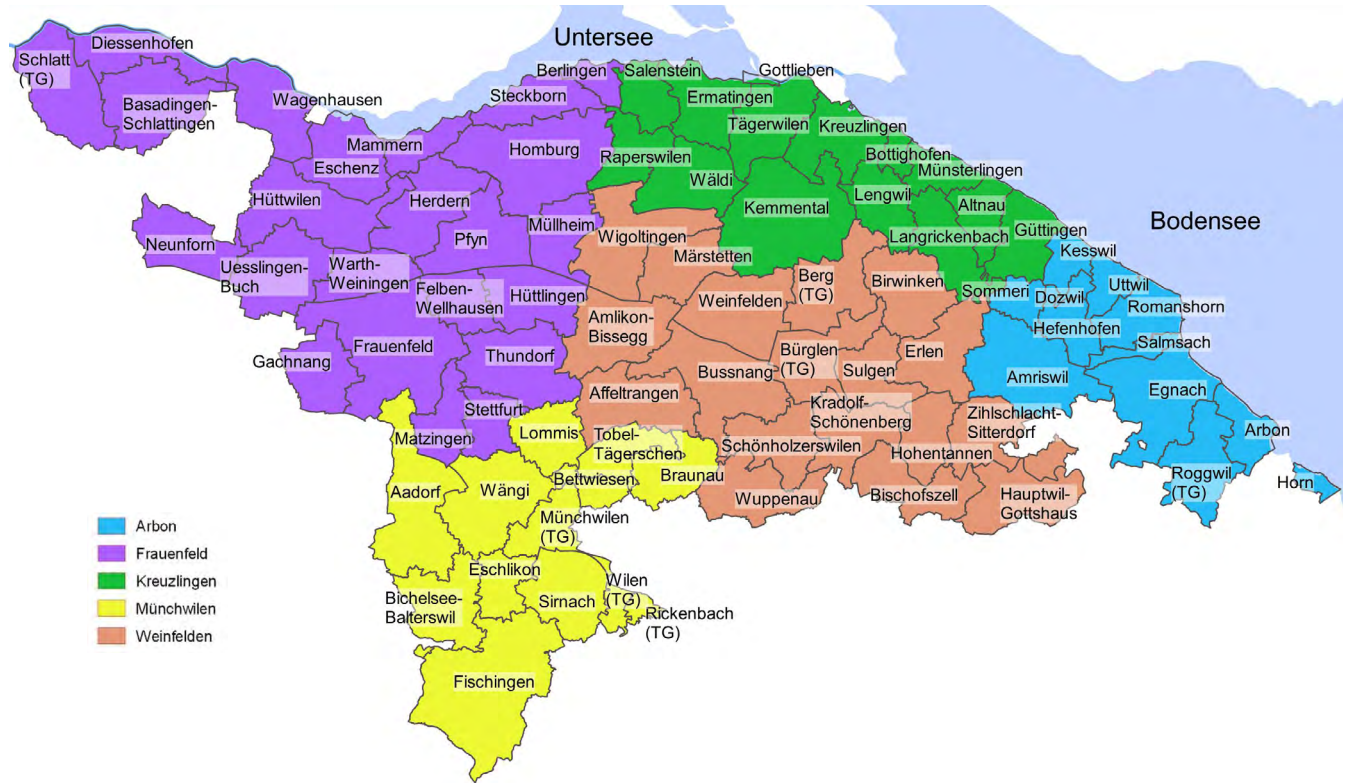 Untersee
Bodensee
Schlatt
(TG)
Diessenhofen
Basadingen-
Schlattingen
Wagenhausen
Mammern
Eschenz
Berlingen
Steckborn
Homburg
Hüttwilen
Herdern
Pfyn
Müllheim
Neunforn
Uesslingen-
Buch
Warth-
Weiningen
Felben-
Wellhausen
Hüttlingen
Gachnang
Frauenfeld
Thundorf
Stettfurt
Matzingen
Salenstein
Gottlieben
Ermatingen
Tägerwilen
Kreuzlingen
Raperswilen
Wäldi
Bottighofen
Münsterlingen
Kemmental
Lengwil
Altnau
Langrickenbach
Güttingen
Wigoltingen
Märstetten
Weinfelden
Berg
(TG)
Birwinken
Amlikon-
Bissegg
Bussnang
Bürglen
(TG)
Sulgen
Erlen
Affeltrangen
Kradolf-
Schönenberg
Schönholzerswilen
Zihlschlacht-
Sitterdorf
Hohentannen
Wuppenau
Bischofszell
Hauptwil-
Gottshaus
Kesswil
Sommeri
Dozwil
Uttwil
Romanshorn
Hefenhofen
Salmsach
Amriswil
Egnach
Arbon
Roggwil
(TG)
Horn
Lommis
Tobel-
Tägerschen
Bettwiesen
Braunau
Aadorf
Wängi
Münchwilen
(TG)
Eschlikon
Bichelsee-
Balterswil
Sirnach
Wilen
(TG)
Rickenbach
(TG)
Fischingen
Arbon
Frauenfeld
Kreuzlingen
Münchwilen
Weinfelden